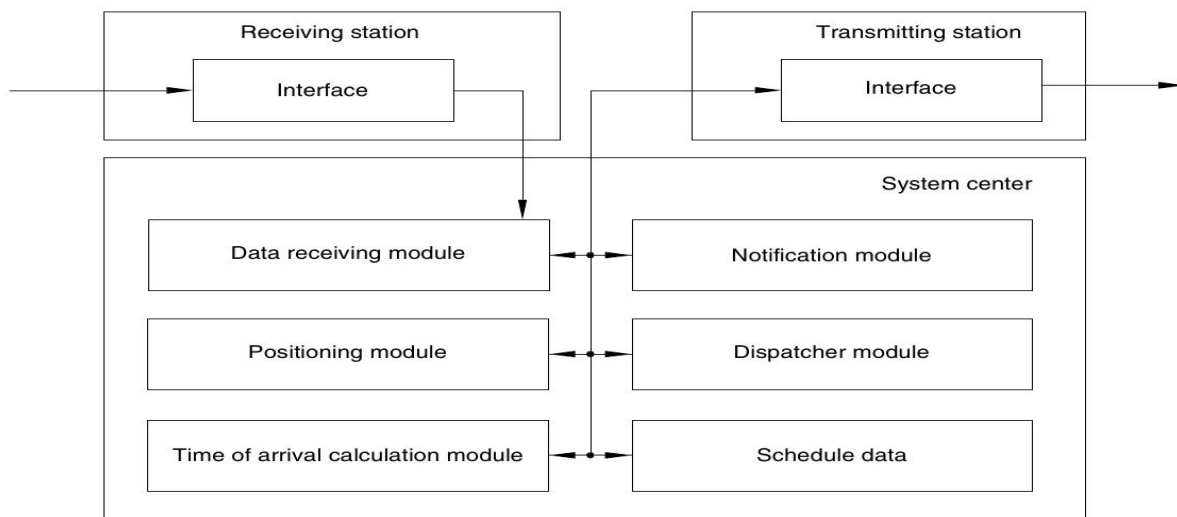 Receiving station
Transmitting station
Interface
Interface
System center
Data receiving module
Notification module
Positioning module
Dispatcher module
Time of arrival calculation module
Schedule data